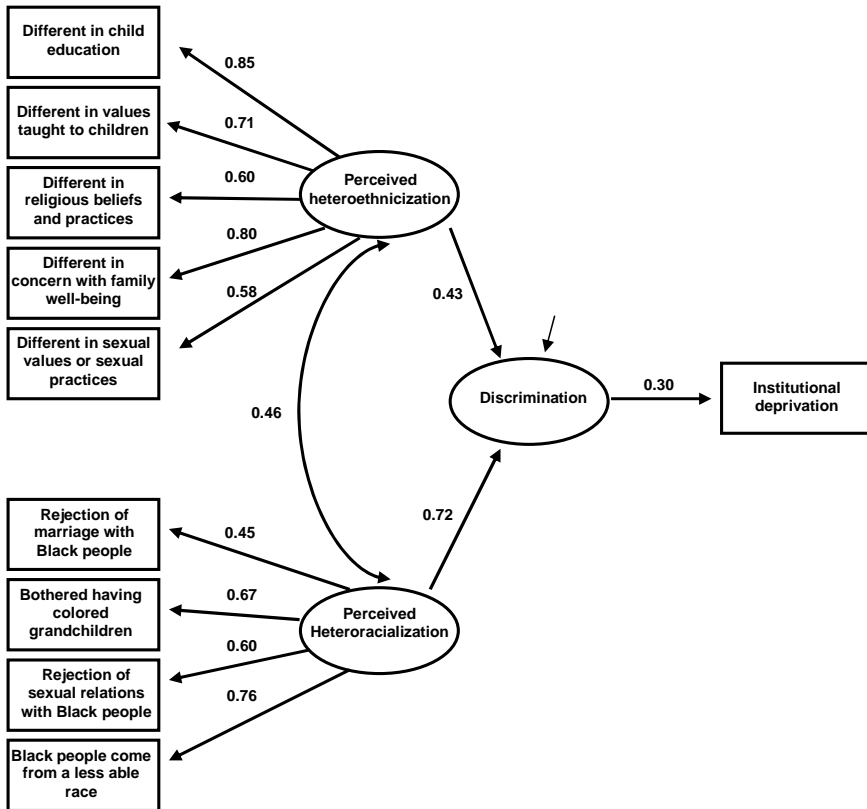 Different in child
education
0.85
Different in values
taught to children
0.71
Different in
religious beliefs
and practices
0.60
Different in
concern with family
well-being
0.80
Different in sexual
values or sexual
practices
0.58
Perceived
heteroethnicization
0.43
0.46
Discrimination
0.30
Institutional
deprivation
0.72
Rejection of
marriage with
Black people
0.45
Bothered having
colored
grandchildren
0.67
Rejection of
sexual relations
with Black people
0.60
Black people come
from a less able
race
0.76
Perceived
Heteroracialization